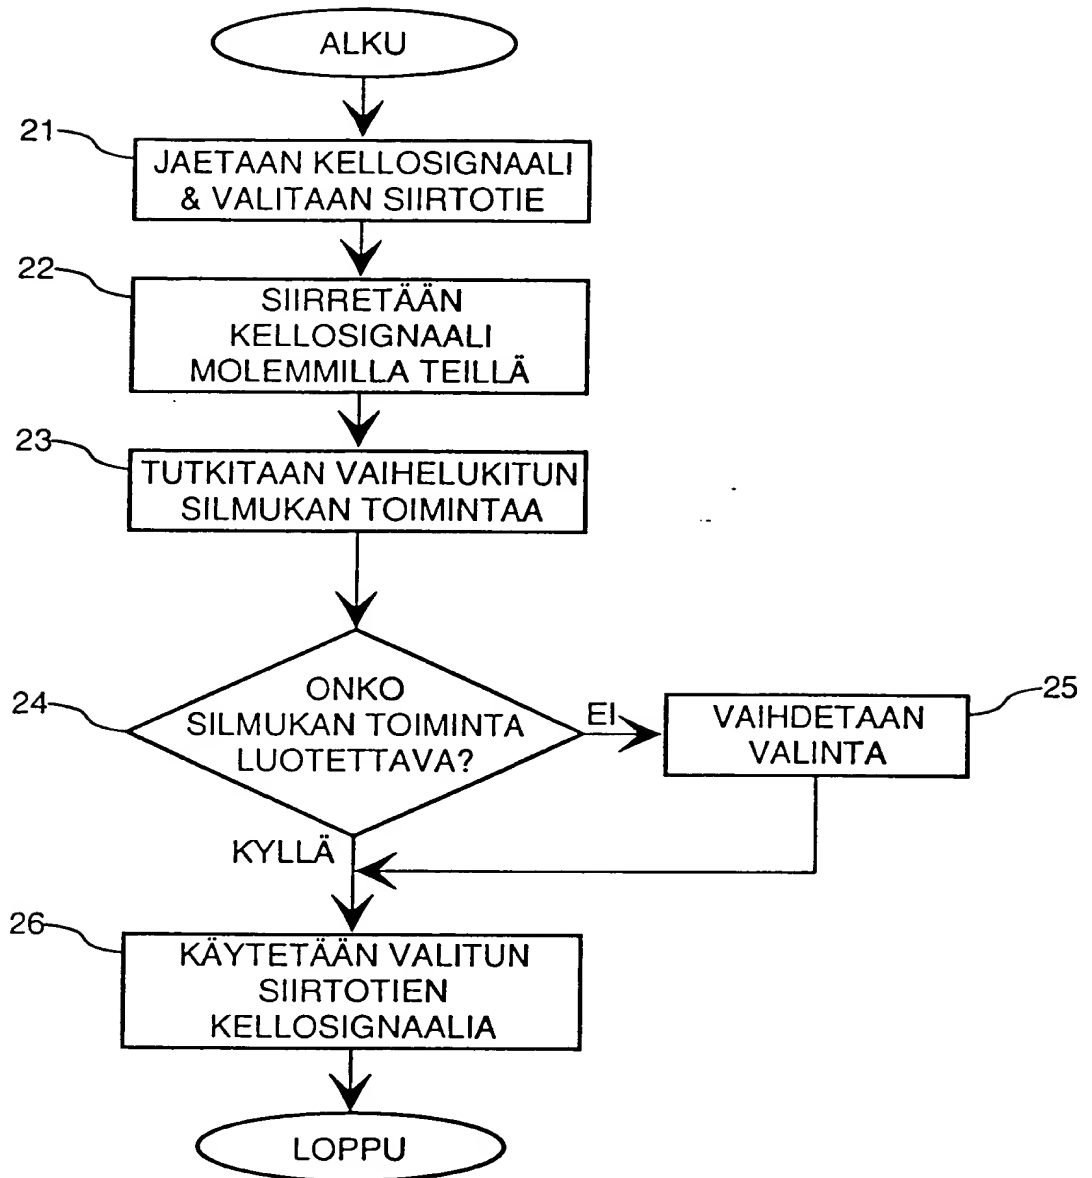 ALKU
21
JAETAAN KELLOSIGNAALI
& VALITAAN SIIRTOTIE
22
SIIRRETÄÄN
KELLOSIGNAALI
MOLEMMILLA TEILLÄ
23
TUTKITAAN VAIHELUKITUN
SILMUKAN TOIMINTAA
24
ONKO
SILMUKAN TOIMINTA
LUOTETTAVA?
EI
25
VAIHDETAAN
VALINTA
KYLLÄ
26
KÄYTETÄÄN VALITUN
SIIRTOTIEN
KELLOSIGNAALIA
LOPPU